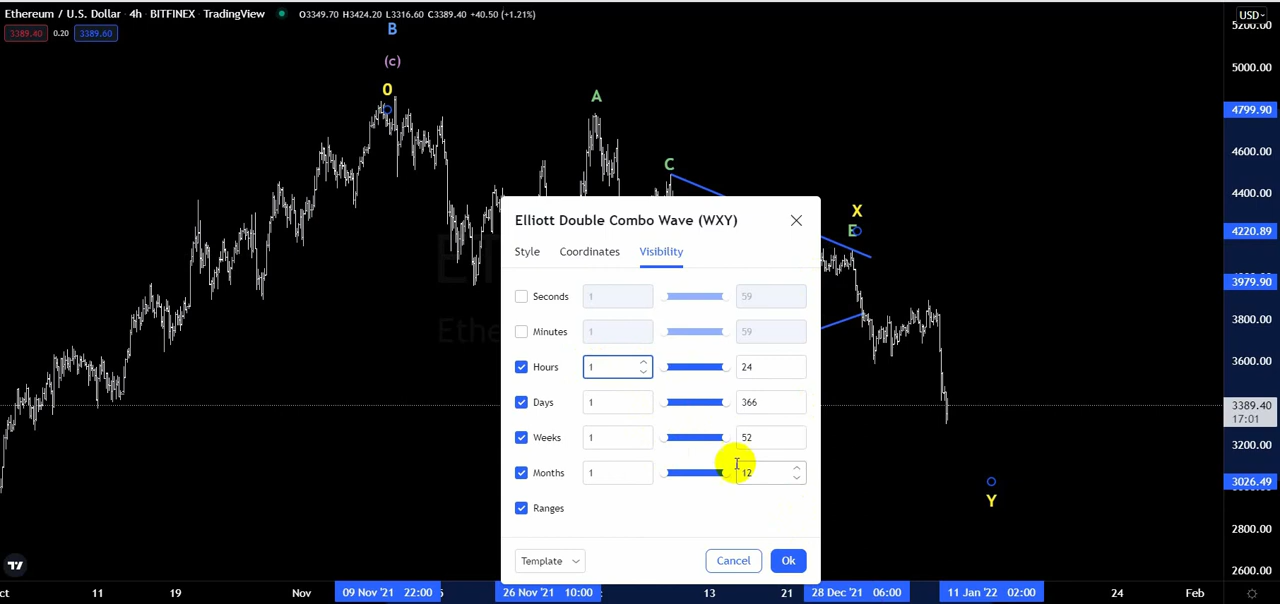 Ethereum / U.S. Dollar · 4h · BITFINEX · TradingView O3349.70 H3424.20 L3316.60 C3389.40 +40.50 (+1.21%)
USD
3389.40 0.20 3389.60
B
(c)
0
A
C
X
E
Y
5200.00
5000.00
4799.90
4600.00
4400.00
4220.89
3979.90
3800.00
3600.00
3389.40
17:01
3200.00
3026.49
2800.00
2600.00
Elliott Double Combo Wave (WXY)
Style Coordinates Visibility
Seconds 1 59
Minutes 1 59
Hours 1 24
Days 1 366
Weeks 1 52
Months 1 12
Ranges
Template Cancel Ok
11 19 Nov 09 Nov '21 22:00 26 Nov '21 10:00 13 21 28 Dec '21 06:00 11 Jan '22 02:00 24 Feb